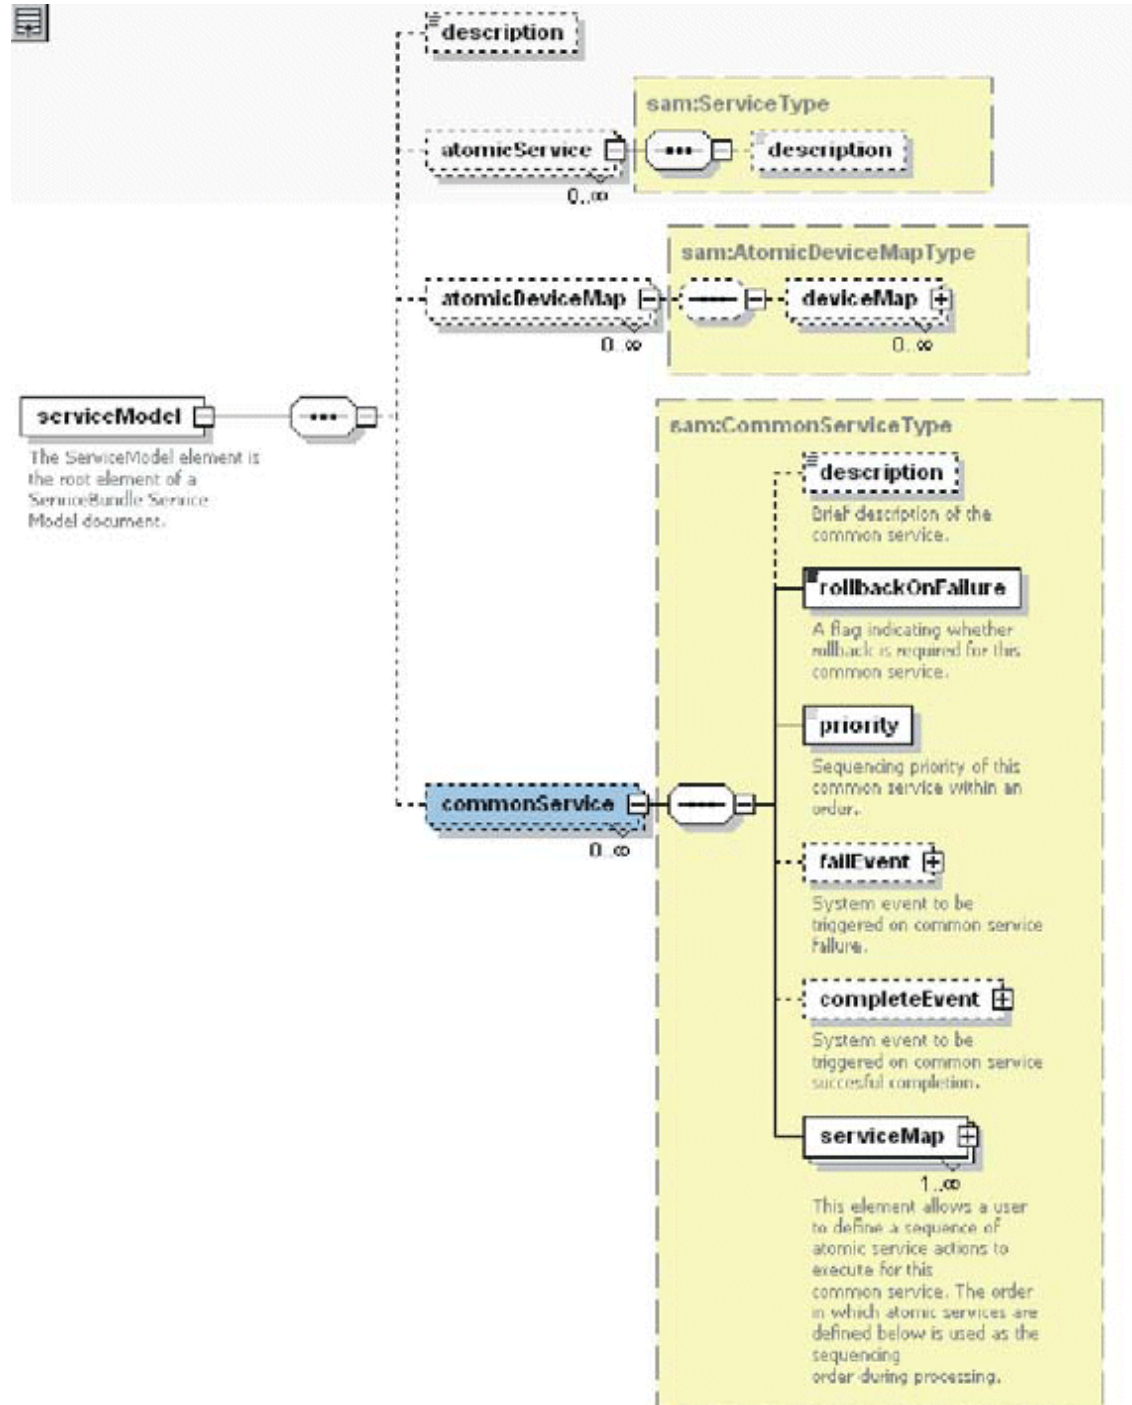 description
sam:ServiceType
atomicService
description
0..∞
sam:AtomicDeviceMapType
atomicDeviceMap
deviceMap
0..∞
0..∞
serviceModel
The ServiceModel element is
the root element of a
ServiceBundle Service
Model document.
sam:CommonServiceType
description
Brief description of the
common service.
rollbackOnFailure
A flag indicating whether
rollback is required for this
common service.
priority
Sequencing priority of this
common service within an
order.
commonService
0..∞
failEvent
System event to be
triggered on common service
failure.
completeEvent
System event to be
triggered on common service
succesful completion.
serviceMap
1..∞
This element allows a user
to define a sequence of
atomic service actions to
execute for this
common service. The order
in which atomic services are
defined below is used as the
sequencing
order during processing.